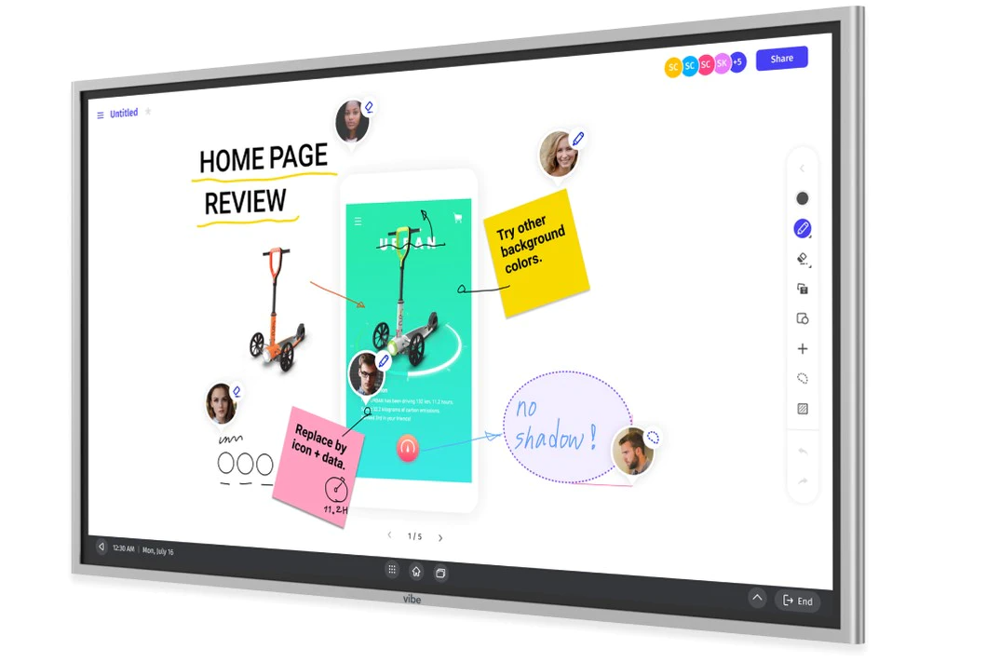 Untitled
SC SC SC SK +5
Share
HOME PAGE
REVIEW
URBAN
Try other
background
colors.
no
shadow!
Replace by
icon + data.
11.2H
1 / 5
12:30 AM | Mon, July 16
End
vibe